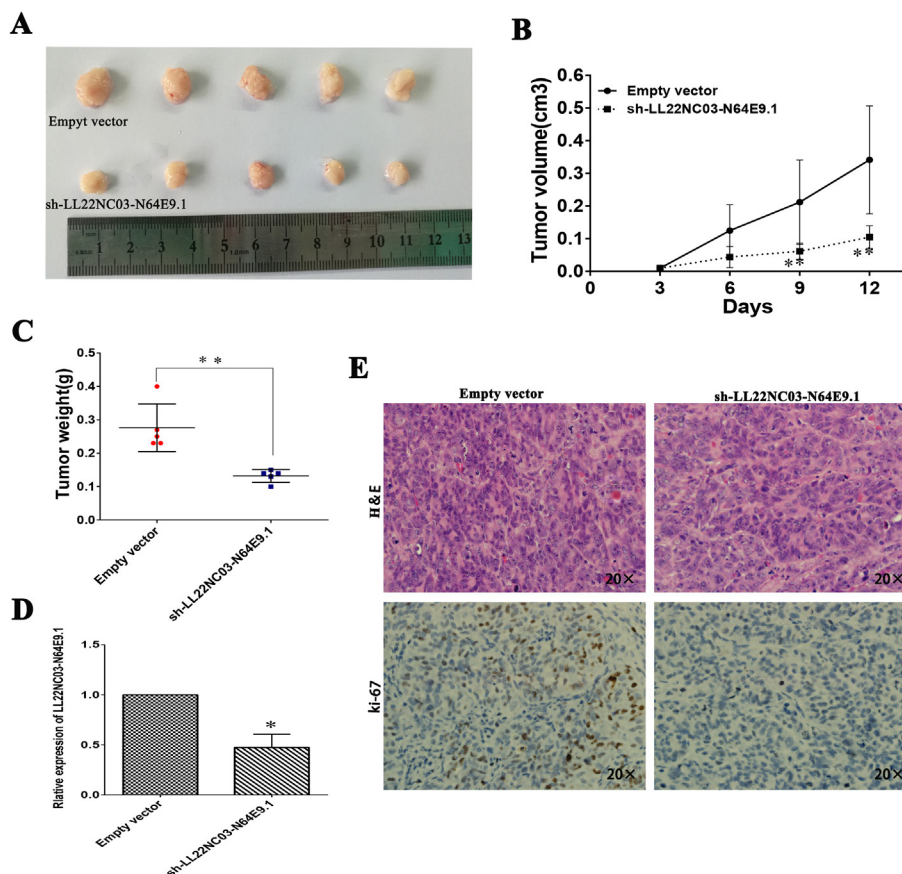 A
Empyt vector
sh-LL22NC03-N64E9.1
1 2 3 4 5 6 7 8 9 10 11 12 13
B
Tumor volume(cm3)
0.6
0.5
0.4
0.3
0.2
0.1
0.0
Empty vector
sh-LL22NC03-N64E9.1
**
**
0 3 6 9 12
Days
C
Tumor weight(g)
0.5
0.4
0.3
0.2
0.1
0.0
**
Empty vector
sh-LL22NC03-N64E9.1
D
Rlative expression of LL22NC03-N64E9.1
1.5
1.0
0.5
0.0
*
Empty vector
sh-LL22NC03-N64E9.1
E
Empty vector
sh-LL22NC03-N64E9.1
H&E
20×
20×
ki-67
20×
20×